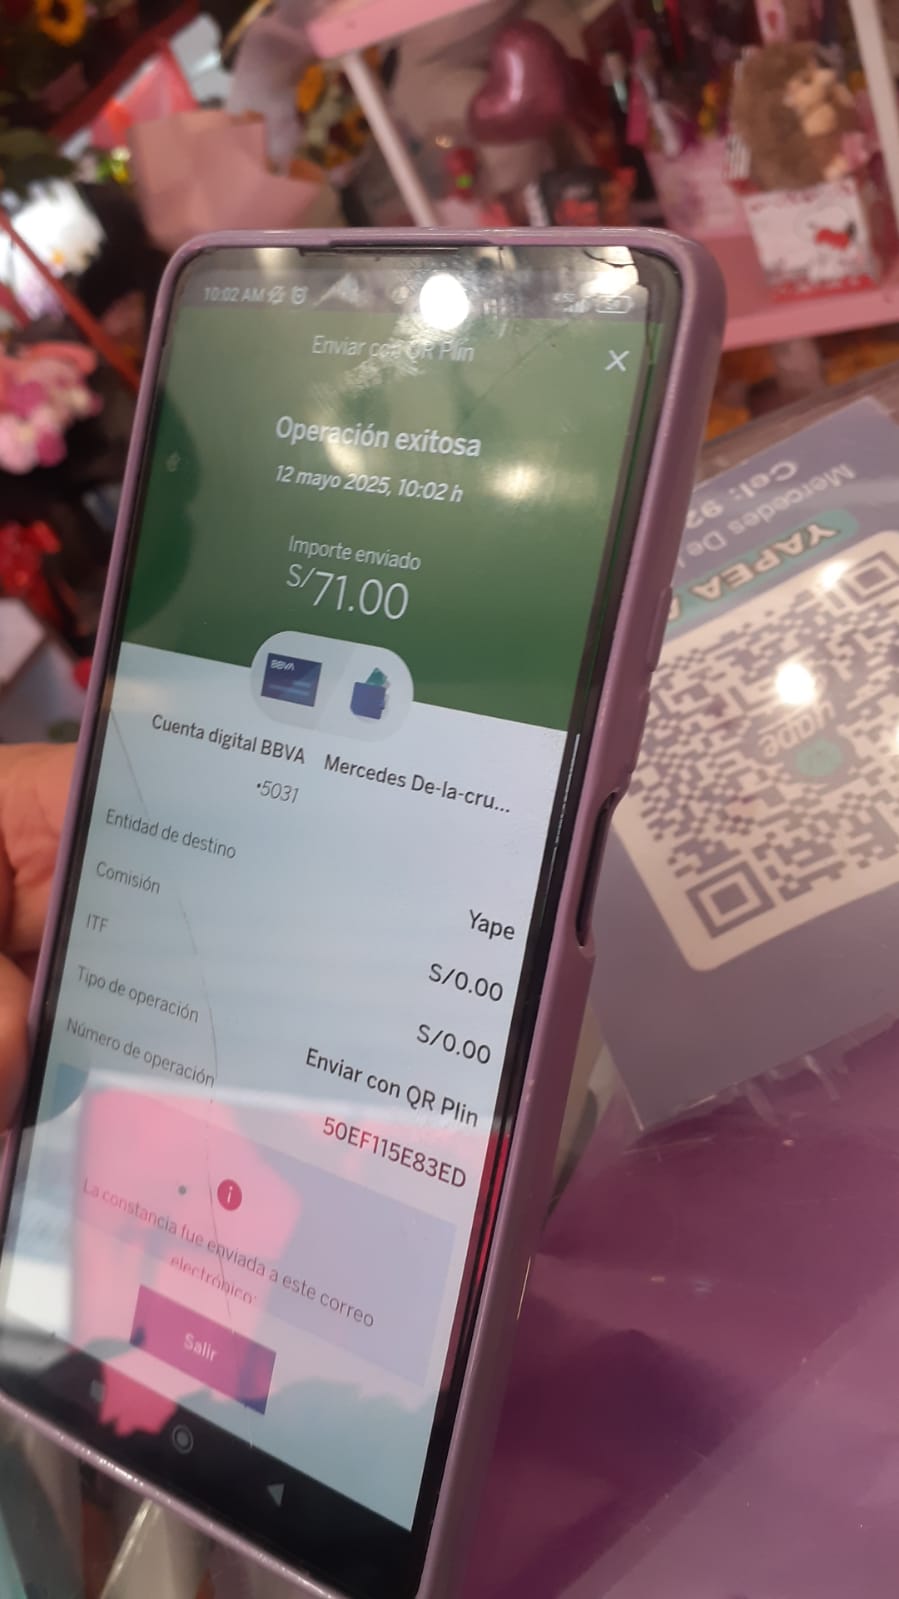 10:02 AM
Enviar con QR Plin
Operación exitosa
12 mayo 2025, 10:02 h
Importe enviado
S/71.00
BBVA
Cuenta digital BBVA
•5031
Mercedes De-la-cru...
Entidad de destino
Yape
Comisión
S/0.00
ITF
S/0.00
Tipo de operación
Enviar con QR Plin
Número de operación
50EF115E83ED
La constancia fue enviada a este correo
electrónico:
Salir
Mercedes De
Cel: 92
YAPEA
yape